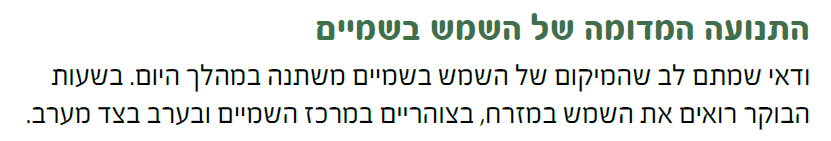 התנועה המדומה של השמש בשמיים
ודאי שמתם לב שהמיקום של השמש בשמיים משתנה במהלך היום. בשעות
הבוקר רואים את השמש במזרח, בצוהריים במרכז השמיים ובערב בצד מערב.